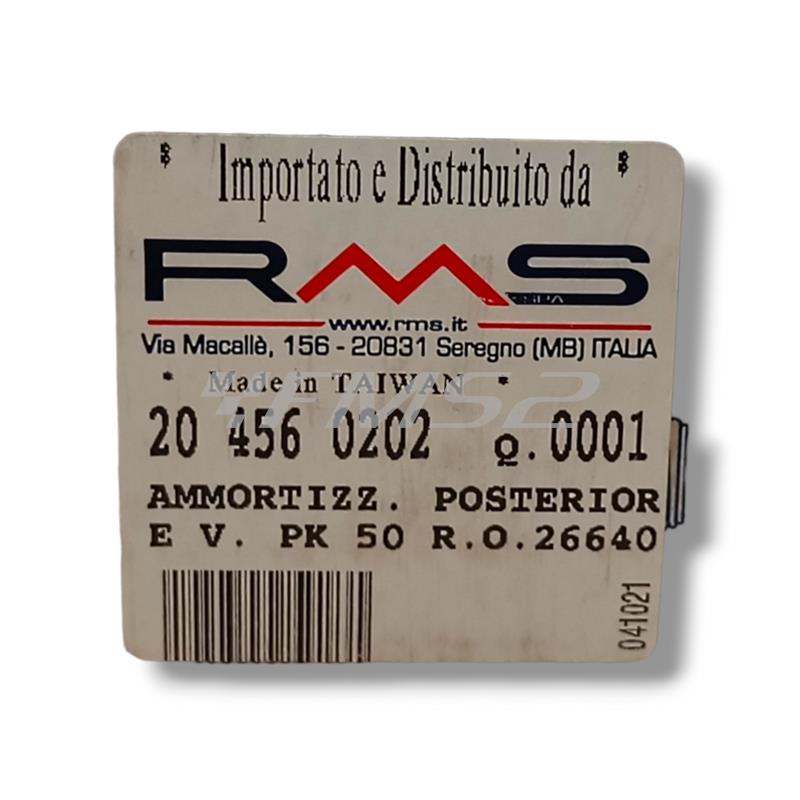 Importato e Distribuito da
RMS
www.rms.it
Via Macallè, 156 - 20831 Seregno (MB) ITALIA
* Made in TAIWAN *
20 456 0202 Q.0001
AMMORTIZZ. POSTERIOR
E V. PK 50 R.O.26640
041021